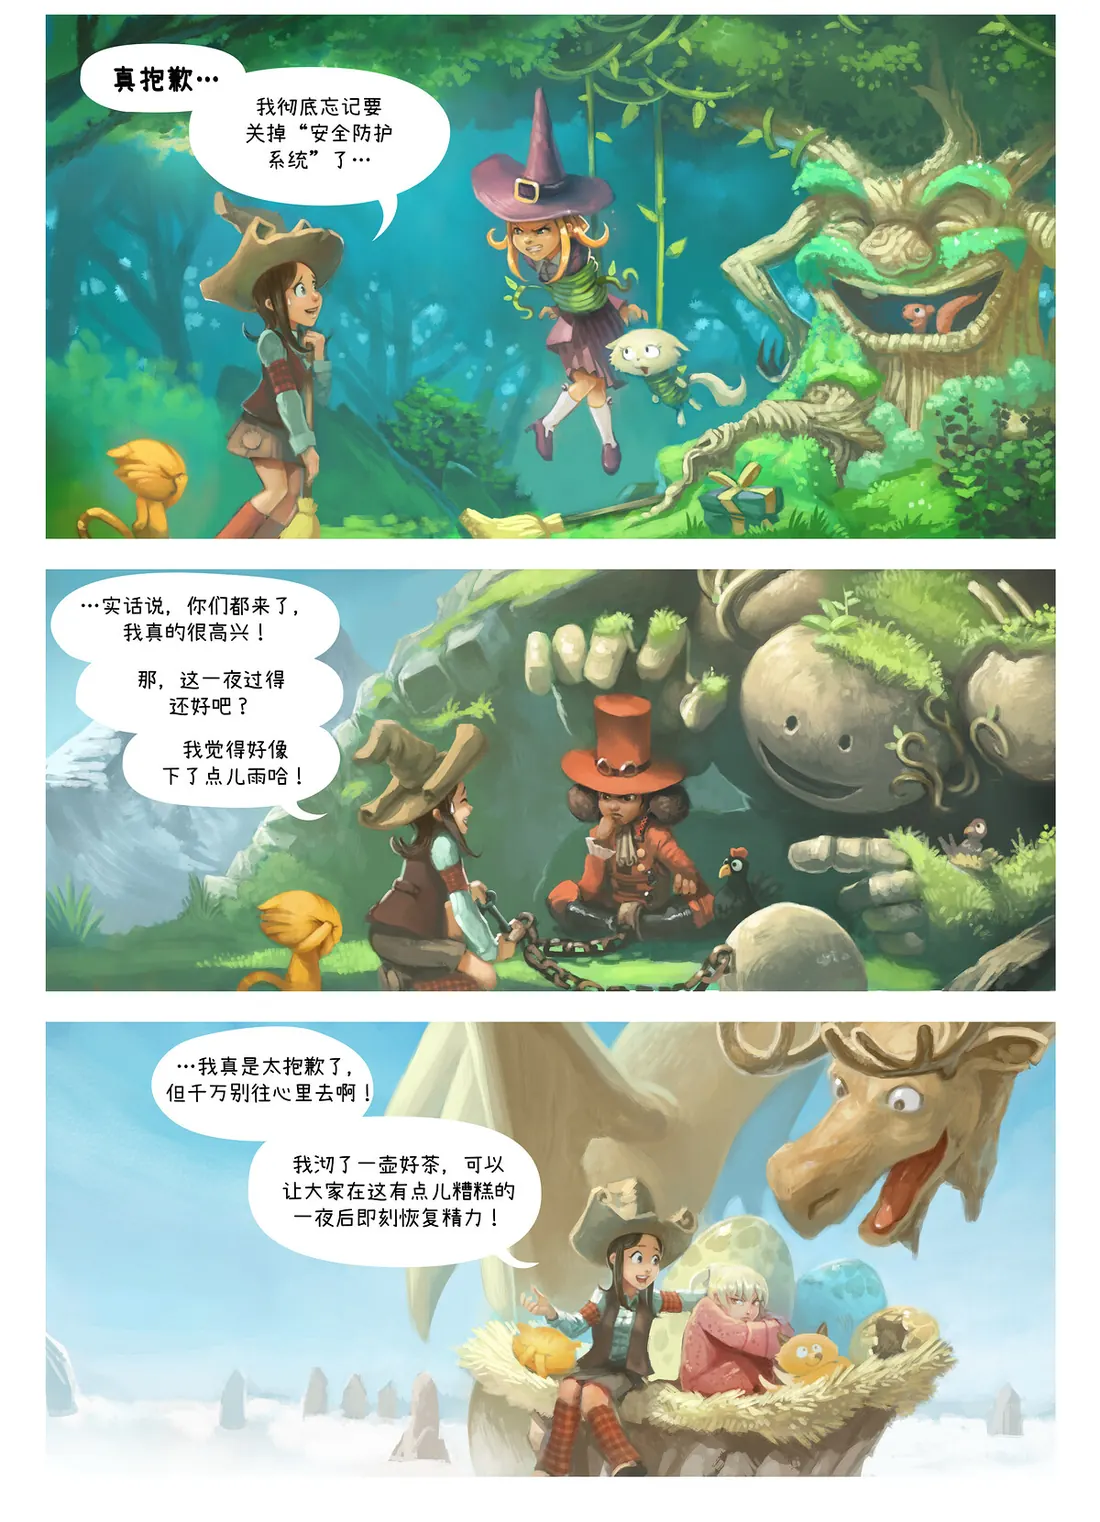 真抱歉…
我彻底忘记要
关掉“安全防护
系统”了…
…实话说，你们都来了，
我真的很高兴！
那，这一夜过得
还好吧？
我觉得好像
下了点儿雨哈！
…我真是太抱歉了，
但千万别往心里去啊！
我沏了一壶好茶，可以
让大家在这有点儿糟糕的
一夜后即刻恢复精力！